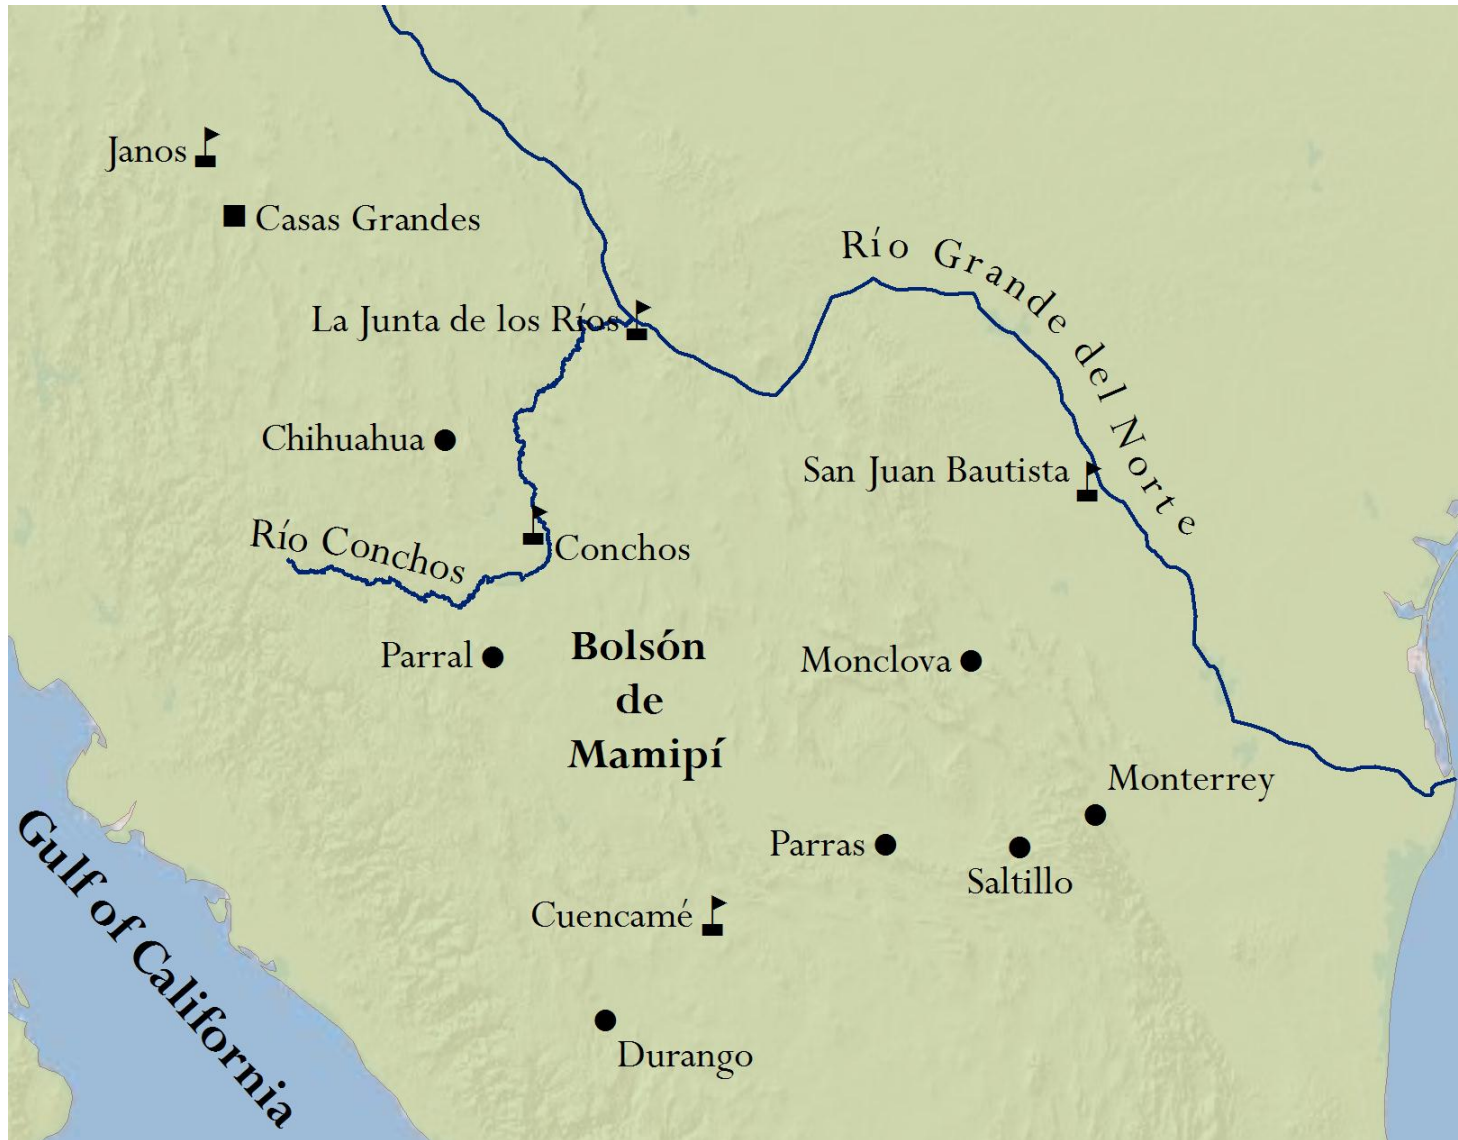 Janos
Casas Grandes
Río Grande del Norte
La Junta de los Ríos
Chihuahua
San Juan Bautista
Río Conchos
Conchos
Parral
Bolsón
de
Mamipí
Monclova
Monterrey
Parras
Saltillo
Cuencamé
Gulf of California
Durango